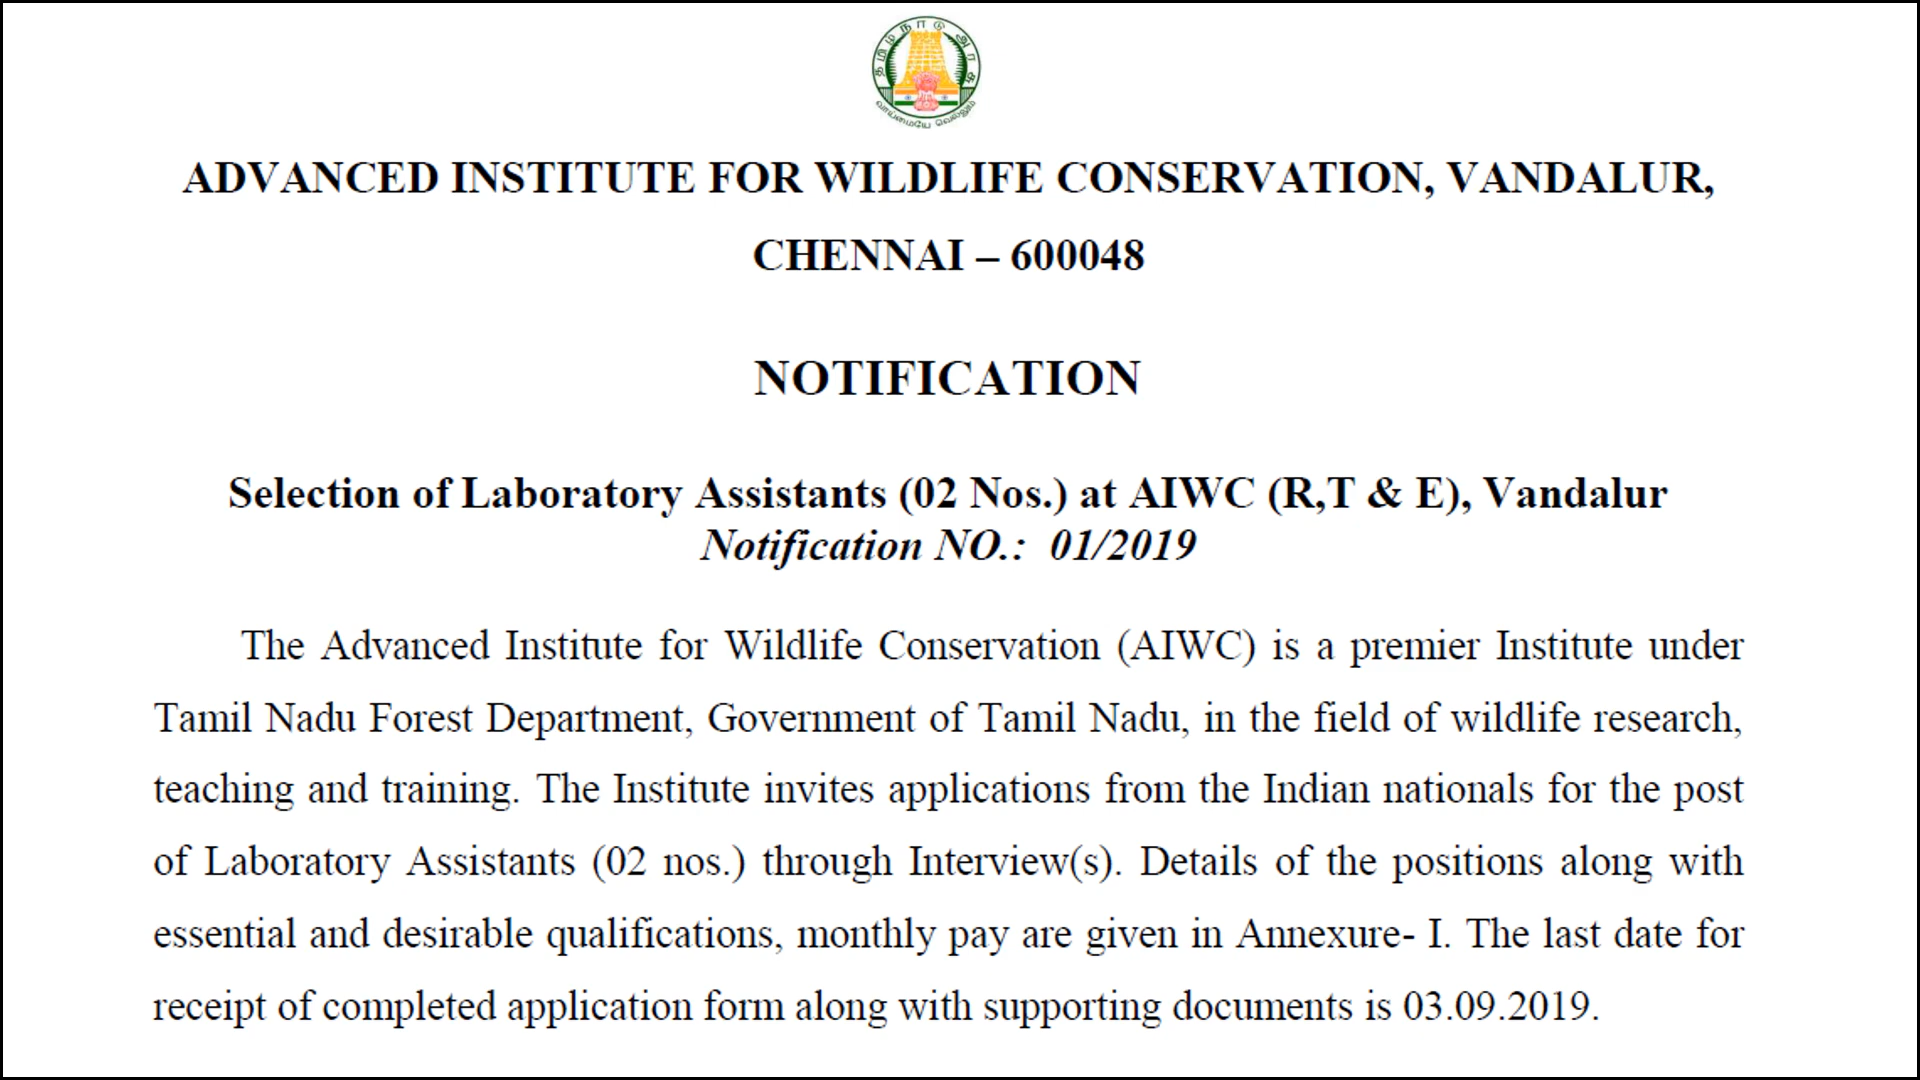 தமிழ்நாடு அரசு
வாய்மையே வெல்லும்
ADVANCED INSTITUTE FOR WILDLIFE CONSERVATION, VANDALUR,
CHENNAI – 600048
NOTIFICATION
Selection of Laboratory Assistants (02 Nos.) at AIWC (R,T & E), Vandalur
Notification NO.: 01/2019
The Advanced Institute for Wildlife Conservation (AIWC) is a premier Institute under
Tamil Nadu Forest Department, Government of Tamil Nadu, in the field of wildlife research,
teaching and training. The Institute invites applications from the Indian nationals for the post
of Laboratory Assistants (02 nos.) through Interview(s). Details of the positions along with
essential and desirable qualifications, monthly pay are given in Annexure- I. The last date for
receipt of completed application form along with supporting documents is 03.09.2019.